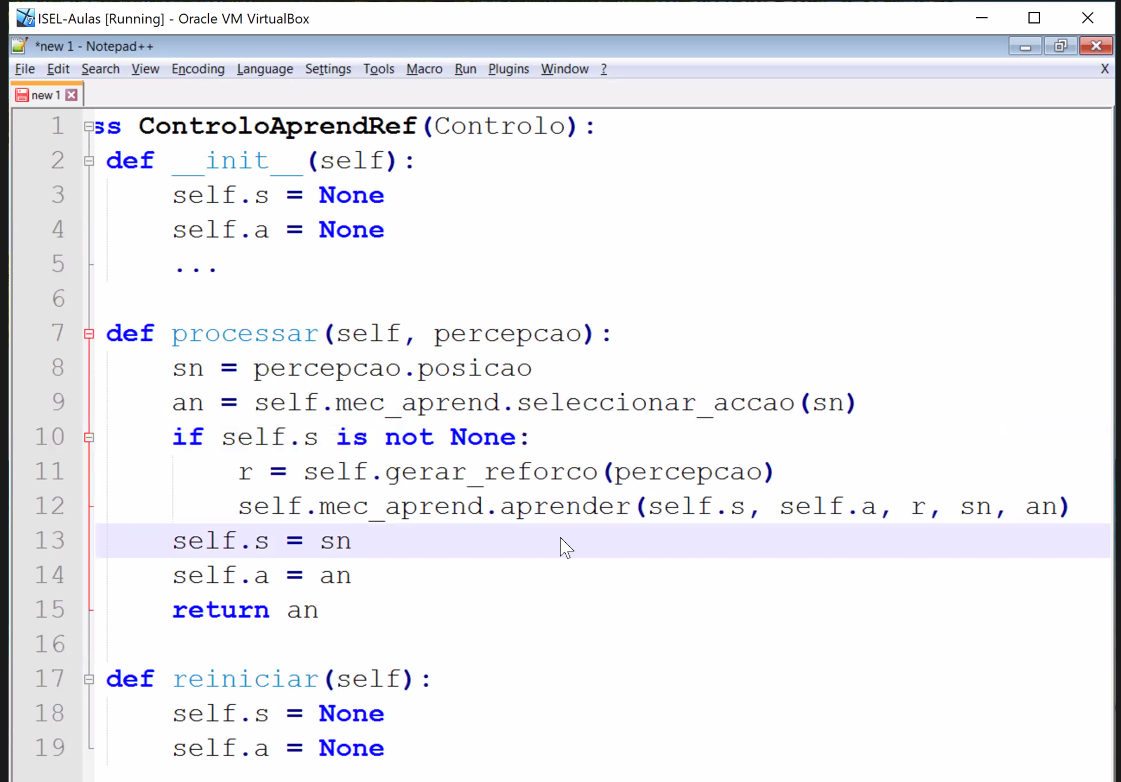 ISEL-Aulas [Running] - Oracle VM VirtualBox
*new 1 - Notepad++
File Edit Search View Encoding Language Settings Tools Macro Run Plugins Window ? X
new 1
1 ss ControloAprendRef(Controlo):
2 def __init__(self):
3 self.s = None
4 self.a = None
5 ...
6
7 def processar(self, percepcao):
8 sn = percepcao.posicao
9 an = self.mec_aprend.seleccionar_accao(sn)
10 if self.s is not None:
11 r = self.gerar_reforco(percepcao)
12 self.mec_aprend.aprender(self.s, self.a, r, sn, an)
13 self.s = sn
14 self.a = an
15 return an
16
17 def reiniciar(self):
18 self.s = None
19 self.a = None